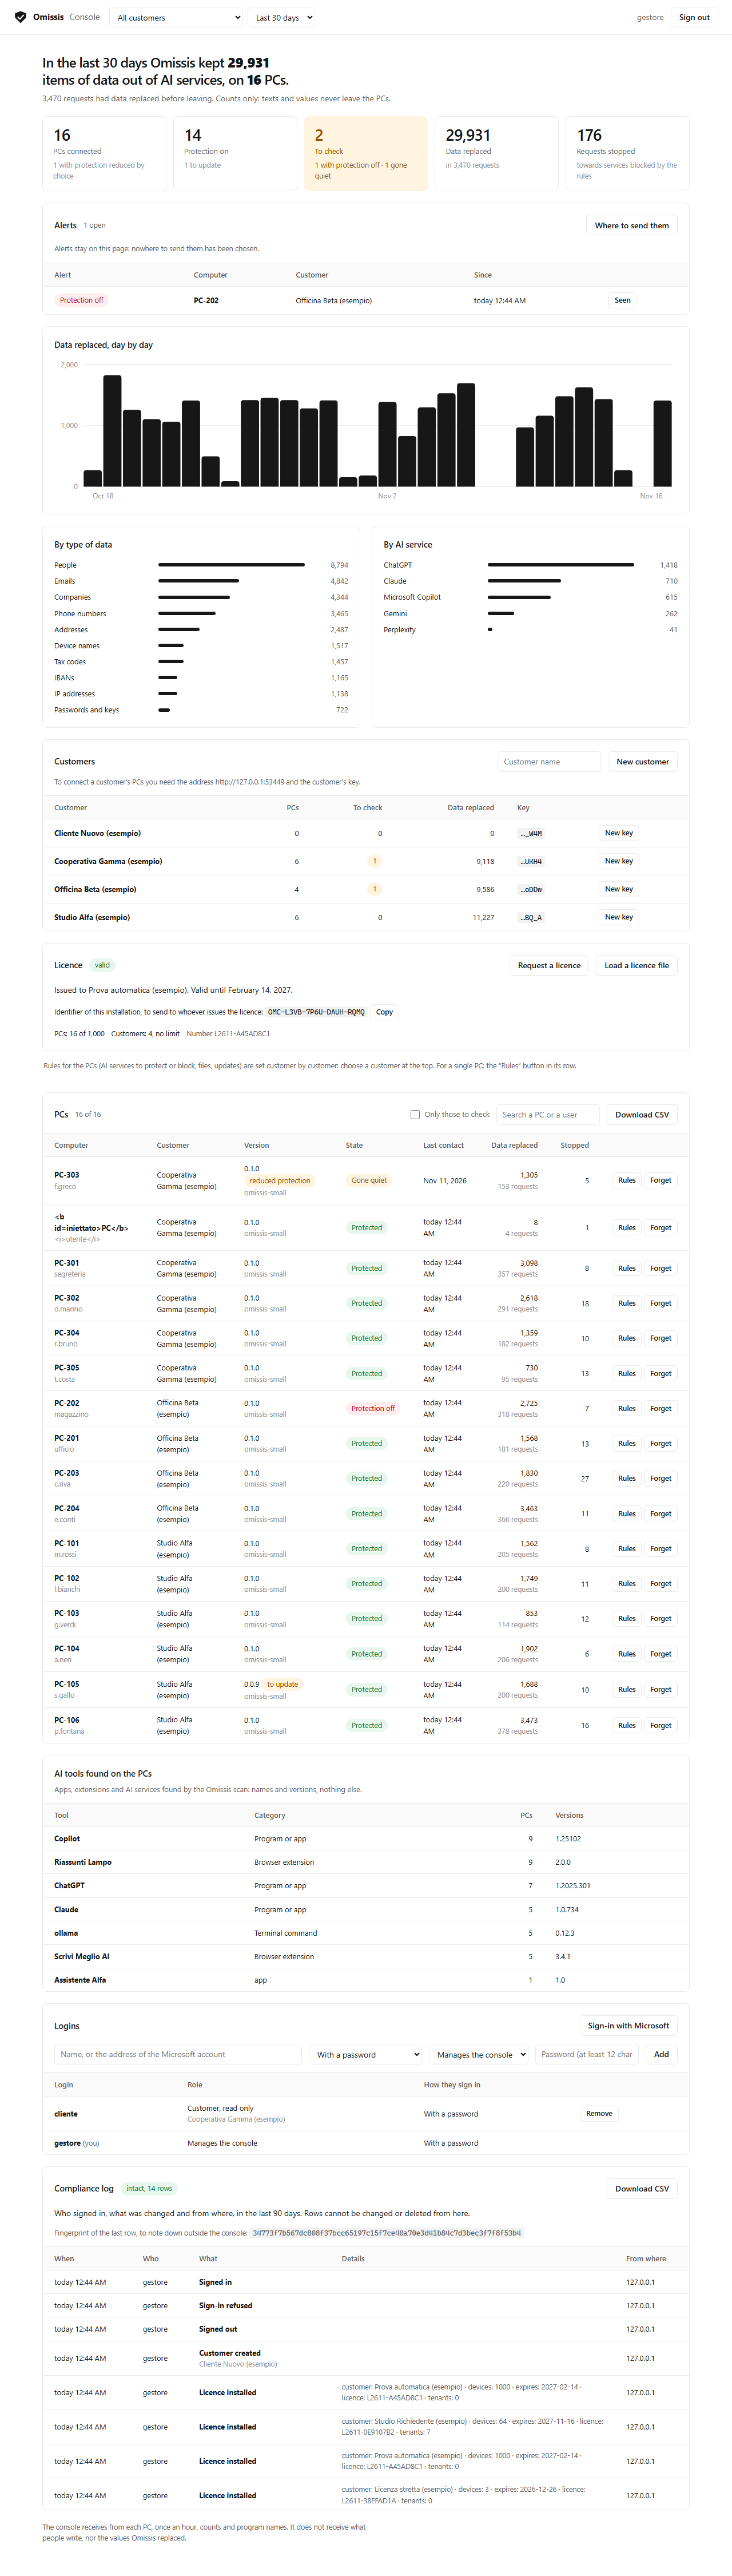 Omissis Console All customers Last 30 days gestore Sign out
In the last 30 days Omissis kept 29,931
items of data out of AI services, on 16 PCs.
3,470 requests had data replaced before leaving. Counts only: texts and values never leave the PCs.
16
PCs connected
1 with protection reduced by
choice
14
Protection on
1 to update
2
To check
1 with protection off · 1 gone
quiet
29,931
Data replaced
in 3,470 requests
176
Requests stopped
towards services blocked by the
rules
Alerts 1 open Where to send them
Alerts stay on this page: nowhere to send them has been chosen.
Alert Computer Customer Since
Protection off PC-202 Officina Beta (esempio) today 12:44 AM Seen
Data replaced, day by day
2,000
1,000
0
Oct 18 Nov 2 Nov 16
By type of data
People 8,794
Emails 4,842
Companies 4,344
Phone numbers 3,465
Addresses 2,487
Device names 1,517
Tax codes 1,457
IBANs 1,165
IP addresses 1,138
Passwords and keys 722
By AI service
ChatGPT 1,418
Claude 710
Microsoft Copilot 615
Gemini 262
Perplexity 41
Customers Customer name New customer
To connect a customer's PCs you need the address http://127.0.0.1:53449 and the customer's key.
Customer PCs To check Data replaced Key
Cliente Nuovo (esempio) 0 0 0 …_W4M New key
Cooperativa Gamma (esempio) 6 1 9,118 …UKH4 New key
Officina Beta (esempio) 4 1 9,586 …oDDw New key
Studio Alfa (esempio) 6 0 11,227 …BQ_A New key
Licence valid Request a licence Load a licence file
Issued to Prova automatica (esempio). Valid until February 14, 2027.
Identifier of this installation, to send to whoever issues the licence: OMC-L3VB-7P6U-DAUH-RQMQ Copy
PCs: 16 of 1,000 Customers: 4, no limit Number L2611-A45AD8C1
Rules for the PCs (AI services to protect or block, files, updates) are set customer by customer: choose a customer at the top. For a single PC: the "Rules" button in its row.
PCs 16 of 16 Only those to check Search a PC or a user Download CSV
Computer Customer Version State Last contact Data replaced Stopped
PC-303 f.greco Cooperativa Gamma (esempio) 0.1.0 reduced protection omissis-small Gone quiet Nov 11, 2026 1,305 153 requests 5 Rules Forget
<b id=iniettato>PC</b> <i>utente</i> Cooperativa Gamma (esempio) 0.1.0 omissis-small Protected today 12:44 AM 8 4 requests 1 Rules Forget
PC-301 segreteria Cooperativa Gamma (esempio) 0.1.0 omissis-small Protected today 12:44 AM 3,098 357 requests 8 Rules Forget
PC-302 d.marino Cooperativa Gamma (esempio) 0.1.0 omissis-small Protected today 12:44 AM 2,618 291 requests 18 Rules Forget
PC-304 r.bruno Cooperativa Gamma (esempio) 0.1.0 omissis-small Protected today 12:44 AM 1,359 182 requests 10 Rules Forget
PC-305 t.costa Cooperativa Gamma (esempio) 0.1.0 omissis-small Protected today 12:44 AM 730 95 requests 13 Rules Forget
PC-202 magazzino Officina Beta (esempio) 0.1.0 omissis-small Protection off today 12:44 AM 2,725 318 requests 7 Rules Forget
PC-201 ufficio Officina Beta (esempio) 0.1.0 omissis-small Protected today 12:44 AM 1,568 181 requests 13 Rules Forget
PC-203 c.riva Officina Beta (esempio) 0.1.0 omissis-small Protected today 12:44 AM 1,830 220 requests 27 Rules Forget
PC-204 e.conti Officina Beta (esempio) 0.1.0 omissis-small Protected today 12:44 AM 3,463 366 requests 11 Rules Forget
PC-101 m.rossi Studio Alfa (esempio) 0.1.0 omissis-small Protected today 12:44 AM 1,562 205 requests 8 Rules Forget
PC-102 l.bianchi Studio Alfa (esempio) 0.1.0 omissis-small Protected today 12:44 AM 1,749 200 requests 11 Rules Forget
PC-103 g.verdi Studio Alfa (esempio) 0.1.0 omissis-small Protected today 12:44 AM 853 114 requests 12 Rules Forget
PC-104 a.neri Studio Alfa (esempio) 0.1.0 omissis-small Protected today 12:44 AM 1,902 206 requests 6 Rules Forget
PC-105 s.gallo Studio Alfa (esempio) 0.0.9 to update omissis-small Protected today 12:44 AM 1,688 200 requests 10 Rules Forget
PC-106 p.fontana Studio Alfa (esempio) 0.1.0 omissis-small Protected today 12:44 AM 3,473 378 requests 16 Rules Forget
AI tools found on the PCs
Apps, extensions and AI services found by the Omissis scan: names and versions, nothing else.
Tool Category PCs Versions
Copilot Program or app 9 1.25102
Riassunti Lampo Browser extension 9 2.0.0
ChatGPT Program or app 7 1.2025.301
Claude Program or app 5 1.0.734
ollama Terminal command 5 0.12.3
Scrivi Meglio AI Browser extension 5 3.4.1
Assistente Alfa app 1 1.0
Logins Sign-in with Microsoft
Name, or the address of the Microsoft account With a password Manages the console Password (at least 12 char Add
Login Role How they sign in
cliente Customer, read only Cooperativa Gamma (esempio) With a password Remove
gestore (you) Manages the console With a password
Compliance log intact, 14 rows Download CSV
Who signed in, what was changed and from where, in the last 90 days. Rows cannot be changed or deleted from here.
Fingerprint of the last row, to note down outside the console: 34773f7b567dc808f37bcc65197c15f7ce40a70e3d41b84c7d3bec3f7f8f53b4
When Who What Details From where
today 12:44 AM gestore Signed in 127.0.0.1
today 12:44 AM gestore Sign-in refused 127.0.0.1
today 12:44 AM gestore Signed out 127.0.0.1
today 12:44 AM gestore Customer created Cliente Nuovo (esempio) 127.0.0.1
today 12:44 AM gestore Licence installed customer: Prova automatica (esempio) · devices: 1000 · expires: 2027-02-14 · licence: L2611-A45AD8C1 · tenants: 0 127.0.0.1
today 12:44 AM gestore Licence installed customer: Studio Richiedente (esempio) · devices: 64 · expires: 2027-11-16 · licence: L2611-0E9107B2 · tenants: 7 127.0.0.1
today 12:44 AM gestore Licence installed customer: Prova automatica (esempio) · devices: 1000 · expires: 2027-02-14 · licence: L2611-A45AD8C1 · tenants: 0 127.0.0.1
today 12:44 AM gestore Licence installed customer: Licenza stretta (esempio) · devices: 3 · expires: 2026-12-26 · licence: L2611-38EFAD1A · tenants: 0 127.0.0.1
The console receives from each PC, once an hour, counts and program names. It does not receive what
people write, nor the values Omissis replaced.